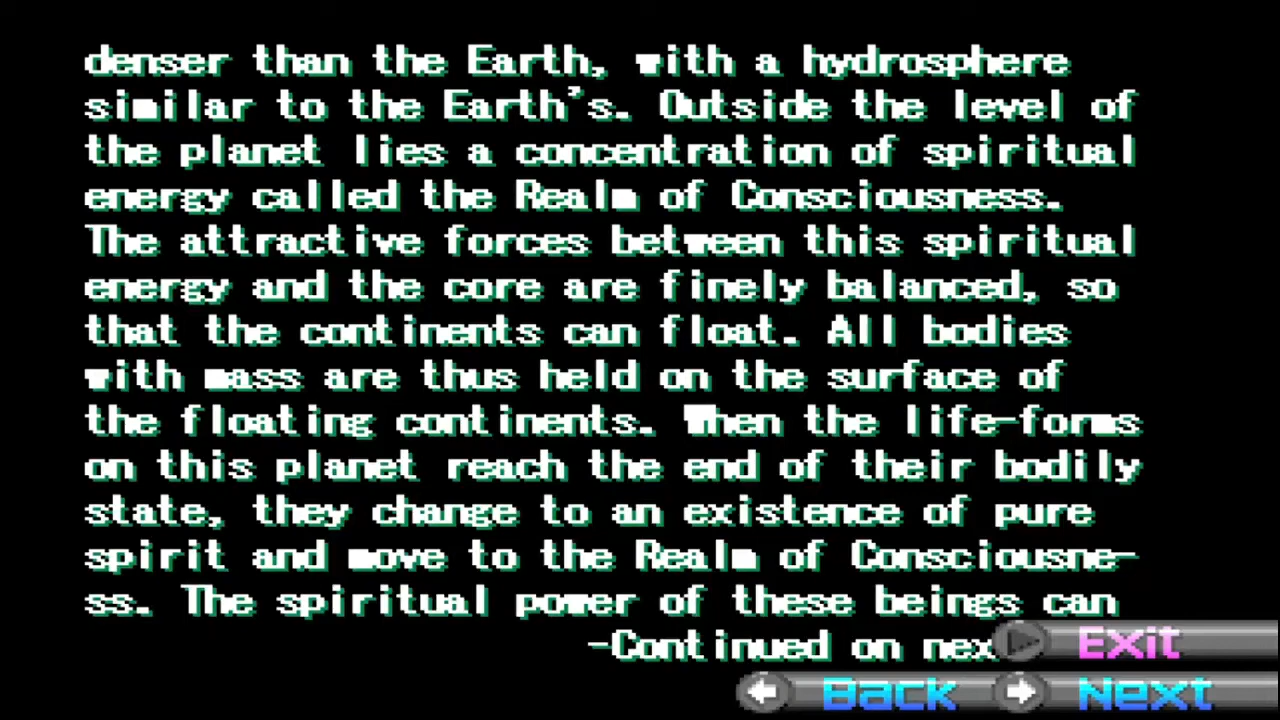 denser than the Earth, with a hydrosphere
similar to the Earth's. Outside the level of
the planet lies a concentration of spiritual
energy called the Realm of Consciousness.
The attractive forces between this spiritual
energy and the core are finely balanced, so
that the continents can float. All bodies
with mass are thus held on the surface of
the floating continents. When the life-forms
on this planet reach the end of their bodily
state, they change to an existence of pure
spirit and move to the Realm of Consciousne-
ss. The spiritual power of these beings can
-Continued on nex
Exit
Back Next